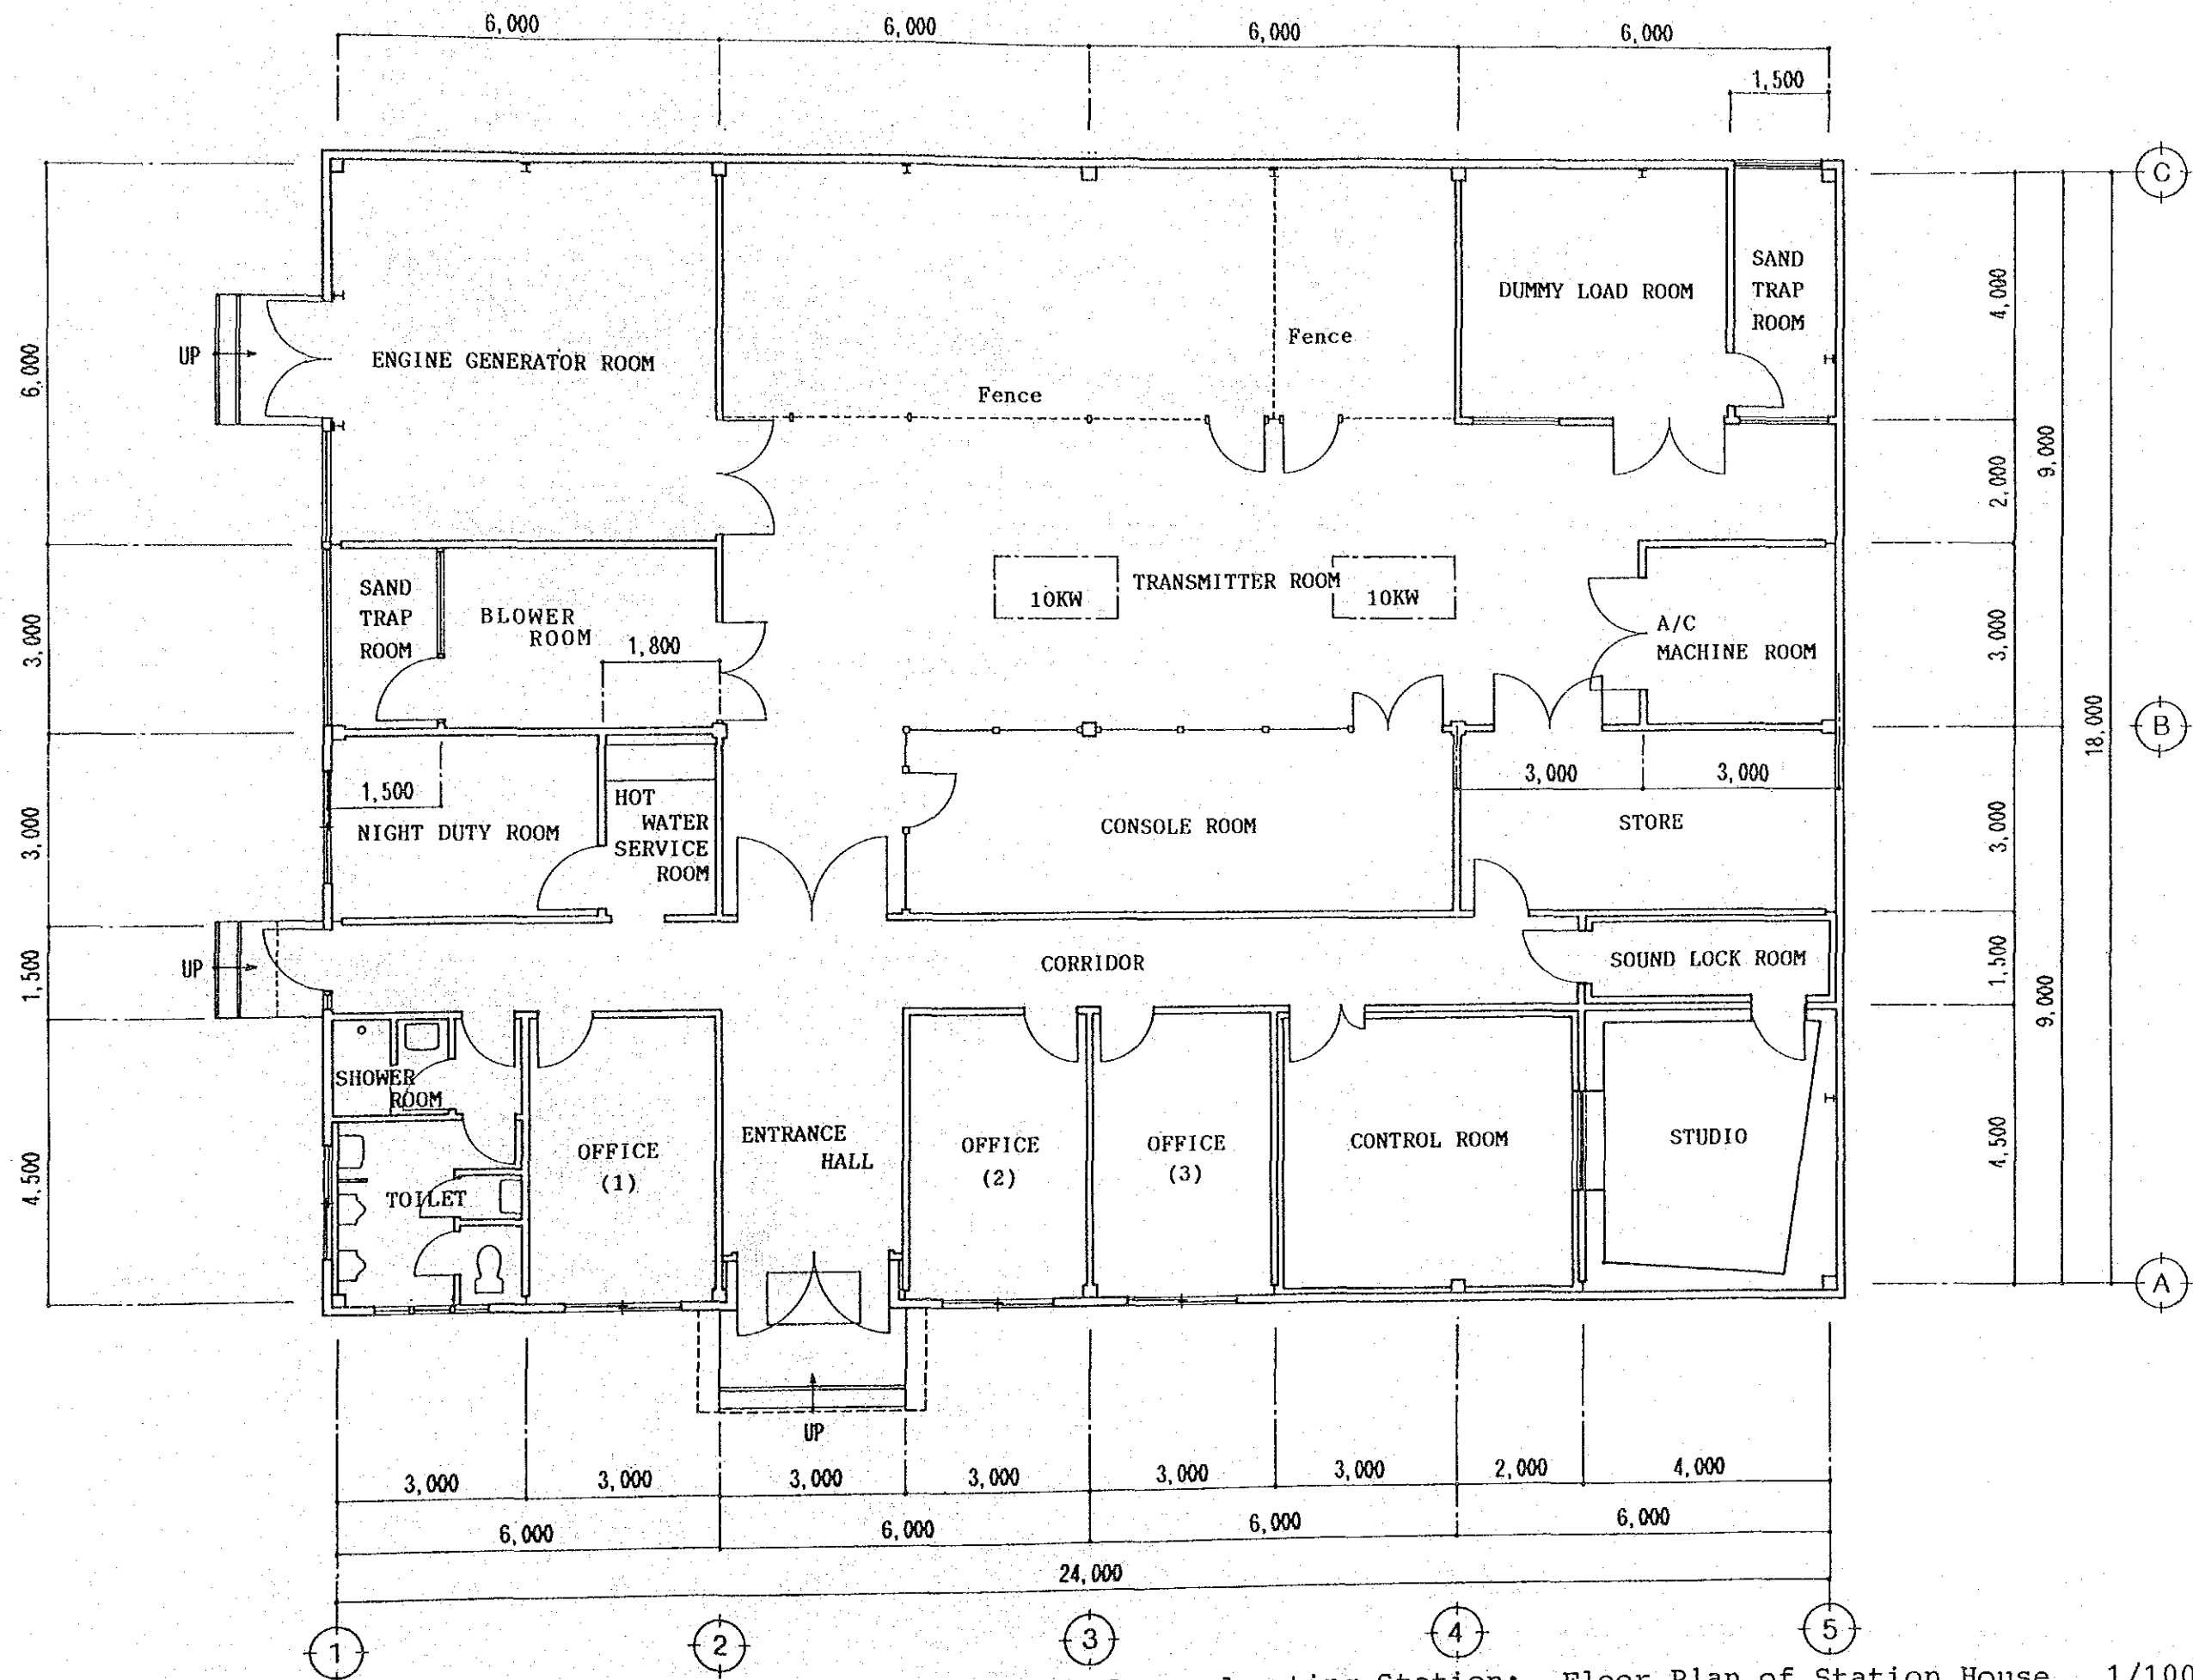 6,000
6,000
6,000
6,000
1,500
C
SAND
TRAP
ROOM
DUMMY LOAD ROOM
4,000
Fence
UP
ENGINE GENERATOR ROOM
6,000
Fence
9,000
2,000
SAND
TRAP
ROOM
BLOWER
ROOM
1,800
TRANSMITTER ROOM
10KW
10KW
A/C
MACHINE ROOM
3,000
3,000
18,000
B
3,000
3,000
1,500
NIGHT DUTY ROOM
HOT
WATER
SERVICE
ROOM
CONSOLE ROOM
STORE
3,000
3,000
UP
CORRIDOR
SOUND LOCK ROOM
1,500
1,500
9,000
SHOWER
ROOM
OFFICE
(1)
ENTRANCE
HALL
OFFICE
(2)
OFFICE
(3)
CONTROL ROOM
STUDIO
TOILET
4,500
4,500
A
UP
3,000
3,000
3,000
3,000
3,000
3,000
2,000
4,000
6,000
6,000
6,000
6,000
24,000
1
2
3
4
5
Station: Floor Plan of Station House 1/100